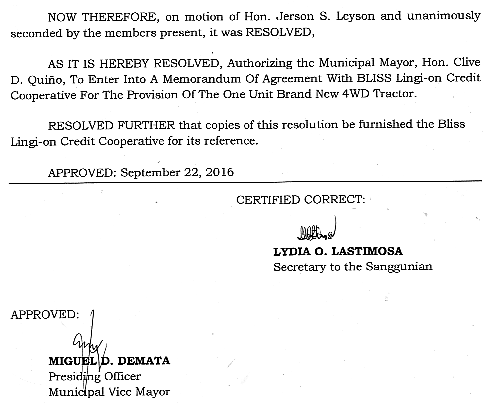 NOW THEREFORE, on motion of Hon. Jerson S. Leyson and unanimously
seconded by the members present, it was RESOLVED,
AS IT IS HEREBY RESOLVED, Authorizing the Municipal Mayor, Hon. Clive
D. Quiño, To Enter Into A Memorandum Of Agreement With BLISS Lingi-on Credit
Cooperative For The Provision Of The One Unit Brand New 4WD Tractor.
RESOLVED FURTHER that copies of this resolution be furnished the Bliss
Lingi-on Credit Cooperative for its reference.
APPROVED: September 22, 2016
CERTIFIED CORRECT:
LYDIA O. LASTIMOSA
Secretary to the Sanggunian
APPROVED:
MIGUEL D. DEMATA
Presiding Officer
Municipal Vice Mayor